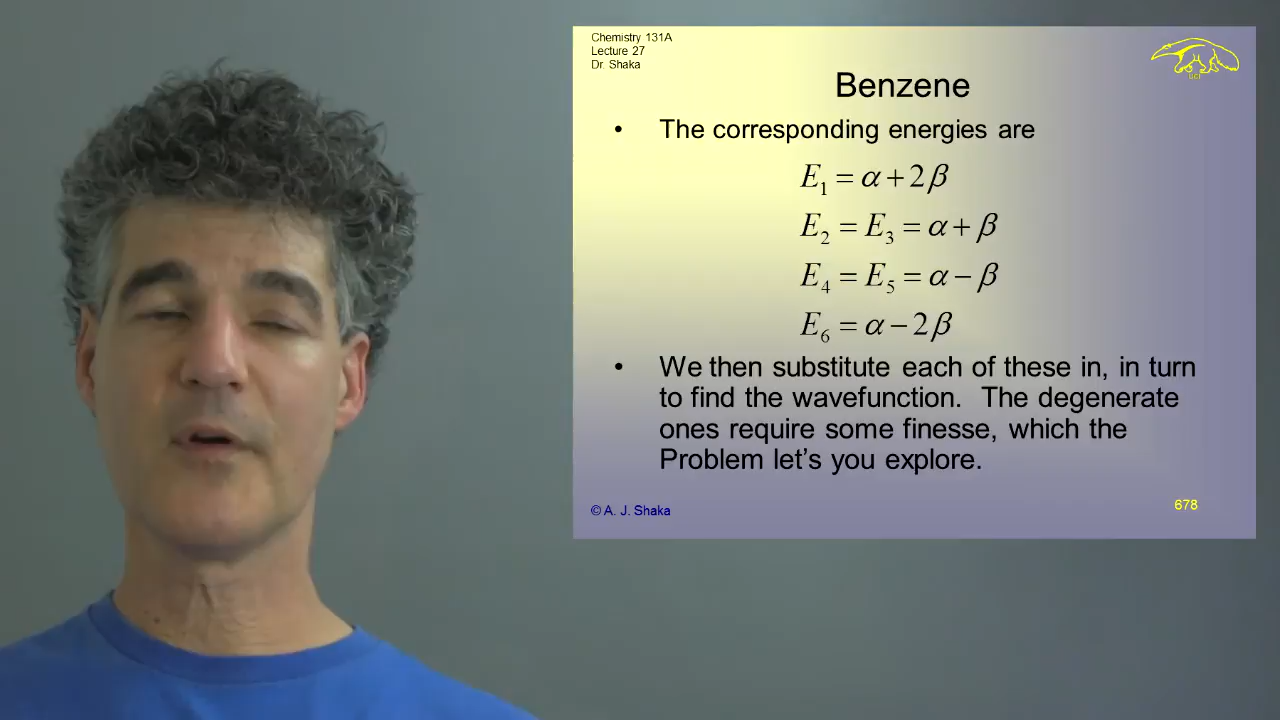 Chemistry 131A
Lecture 27
Dr. Shaka
UCI
Benzene
• The corresponding energies are
E₁ = α + 2β
E₂ = E₃ = α + β
E₄ = E₅ = α − β
E₆ = α − 2β
• We then substitute each of these in, in turn
to find the wavefunction. The degenerate
ones require some finesse, which the
Problem let's you explore.
© A. J. Shaka
678